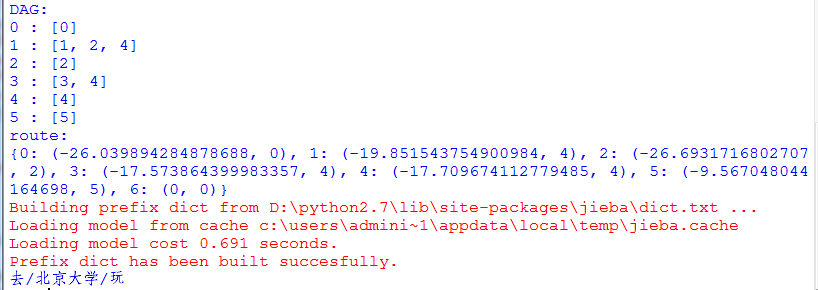 DAG:
0 : [0]
1 : [1, 2, 4]
2 : [2]
3 : [3, 4]
4 : [4]
5 : [5]
route:
{0: (-26.039894284878688, 0), 1: (-19.851543754900984, 4), 2: (-26.6931716802707
, 2), 3: (-17.573864399983357, 4), 4: (-17.709674112779485, 4), 5: (-9.567048044
164698, 5), 6: (0, 0)}
Building prefix dict from D:\python2.7\lib\site-packages\jieba\dict.txt ...
Loading model from cache c:\users\admini~1\appdata\local\temp\jieba.cache
Loading model cost 0.691 seconds.
Prefix dict has been built succesfully.
去/北京大学/玩